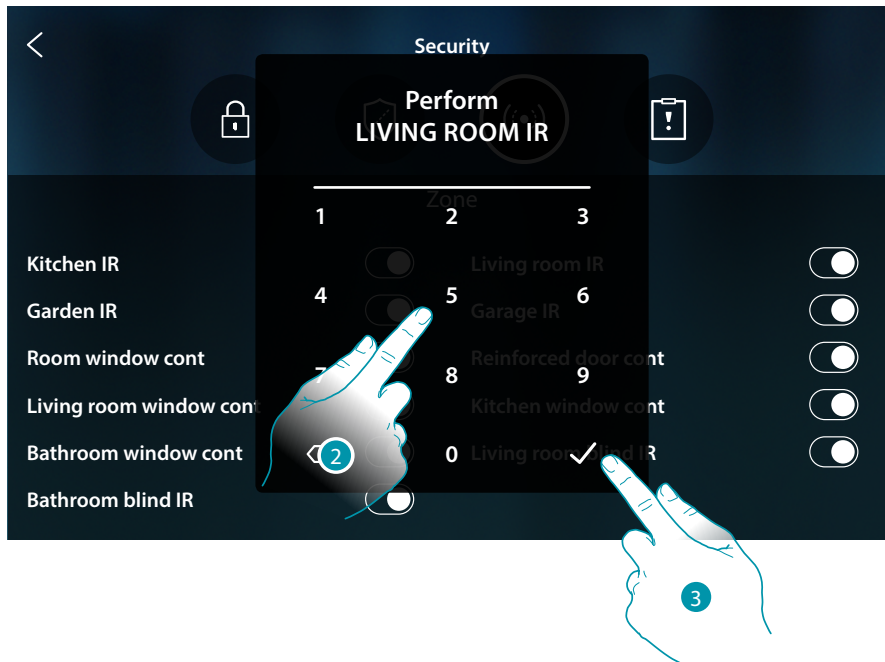 Security
Perform
LIVING ROOM IR
Zone
1 2 3
4 5 6
7 8 9
0
Kitchen IR
Garden IR
Room window cont
Living room window cont
Bathroom window cont
Bathroom blind IR
Living room IR
Garage IR
Reinforced door cont
Kitchen window cont
Living room blind IR
2
3